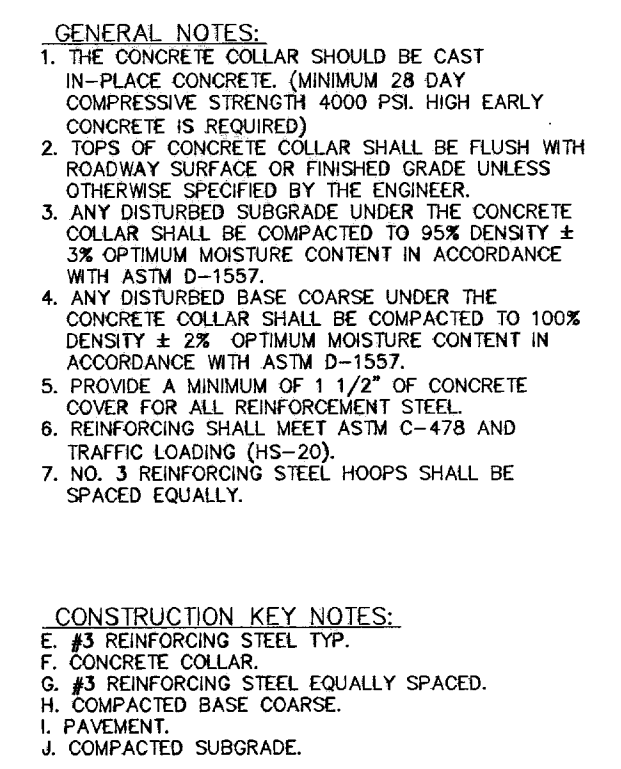 GENERAL NOTES:
1. THE CONCRETE COLLAR SHOULD BE CAST
IN-PLACE CONCRETE. (MINIMUM 28 DAY
COMPRESSIVE STRENGTH 4000 PSI. HIGH EARLY
CONCRETE IS REQUIRED)
2. TOPS OF CONCRETE COLLAR SHALL BE FLUSH WITH
ROADWAY SURFACE OR FINISHED GRADE UNLESS
OTHERWISE SPECIFIED BY THE ENGINEER.
3. ANY DISTURBED SUBGRADE UNDER THE CONCRETE
COLLAR SHALL BE COMPACTED TO 95% DENSITY ±
3% OPTIMUM MOISTURE CONTENT IN ACCORDANCE
WITH ASTM D-1557.
4. ANY DISTURBED BASE COARSE UNDER THE
CONCRETE COLLAR SHALL BE COMPACTED TO 100%
DENSITY ± 2% OPTIMUM MOISTURE CONTENT IN
ACCORDANCE WITH ASTM D-1557.
5. PROVIDE A MINIMUM OF 1 1/2" OF CONCRETE
COVER FOR ALL REINFORCEMENT STEEL.
6. REINFORCING SHALL MEET ASTM C-478 AND
TRAFFIC LOADING (HS-20).
7. NO. 3 REINFORCING STEEL HOOPS SHALL BE
SPACED EQUALLY.
CONSTRUCTION KEY NOTES:
E. #3 REINFORCING STEEL TYP.
F. CONCRETE COLLAR.
G. #3 REINFORCING STEEL EQUALLY SPACED.
H. COMPACTED BASE COARSE.
I. PAVEMENT.
J. COMPACTED SUBGRADE.